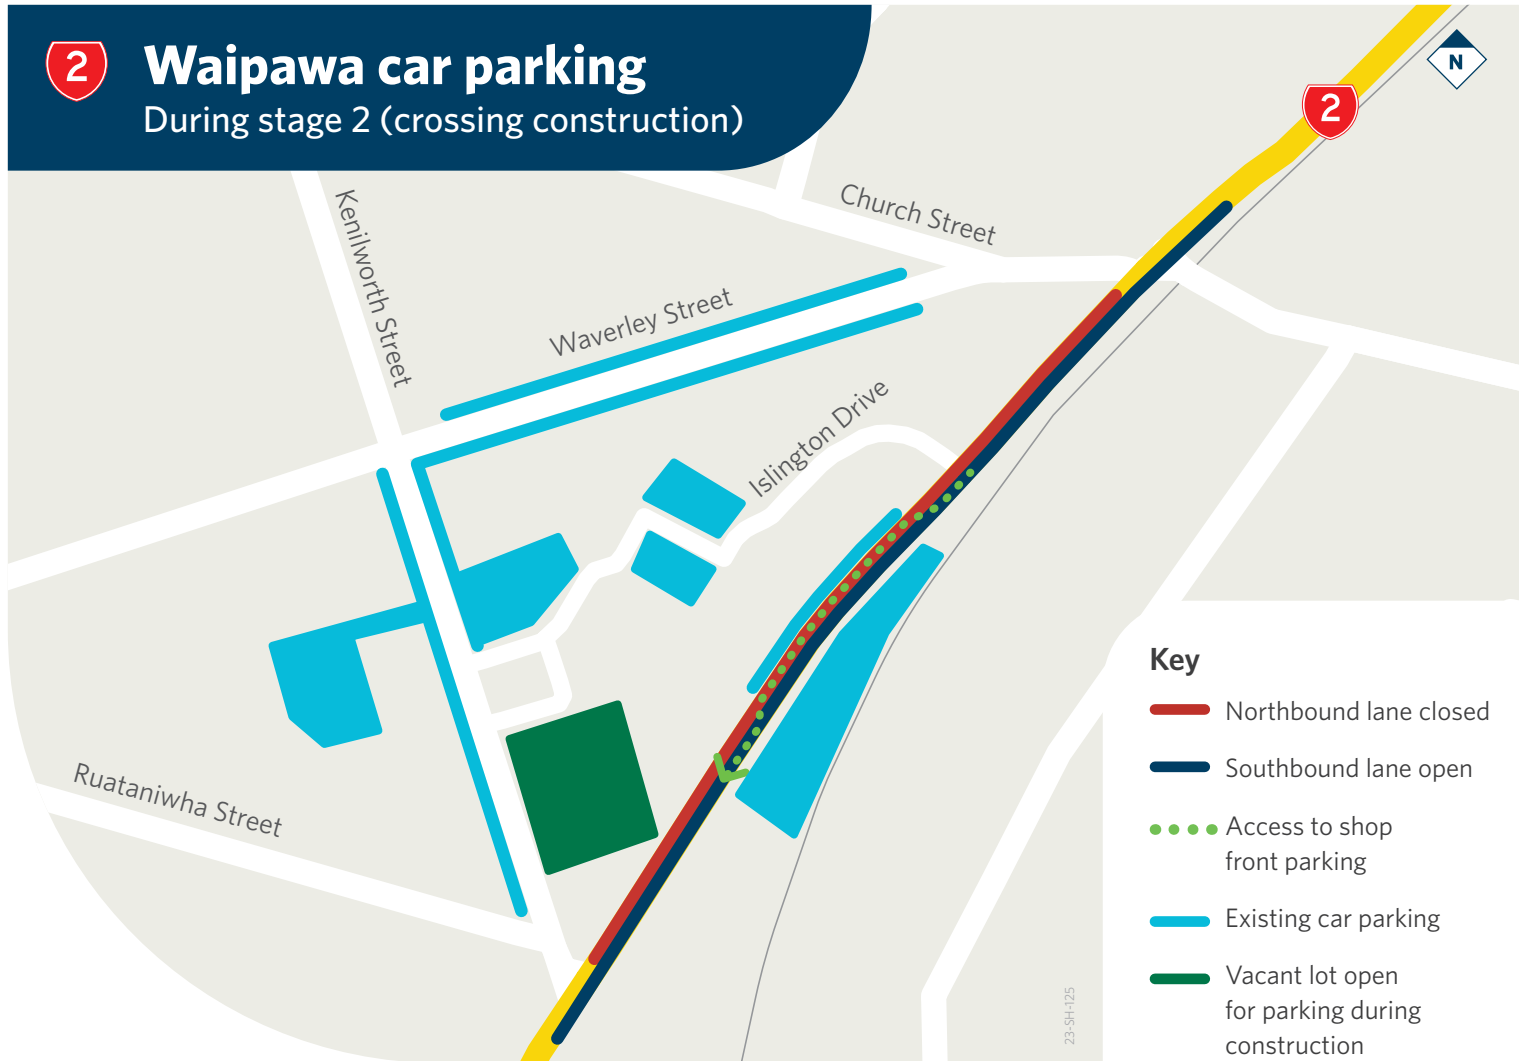 2
Waipawa car parking
During stage 2 (crossing construction)
N
2
Church Street
Kenilworth Street
Waverley Street
Islington Drive
Ruataniwha Street
Key
Northbound lane closed
Southbound lane open
Access to shop
front parking
Existing car parking
Vacant lot open
for parking during
construction
23-SH-125